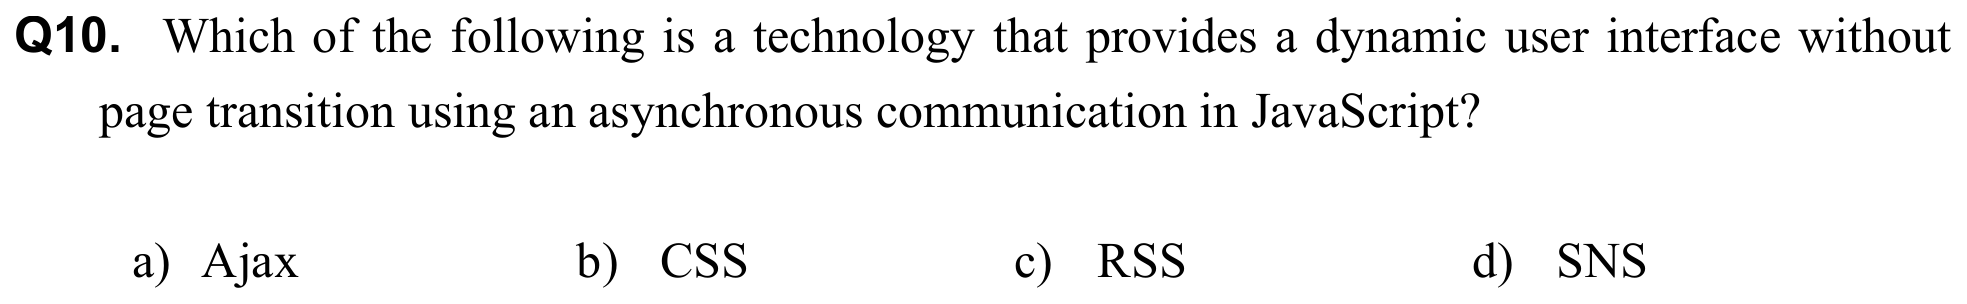 Q10. Which of the following is a technology that provides a dynamic user interface without
page transition using an asynchronous communication in JavaScript?
a) Ajax b) CSS c) RSS d) SNS